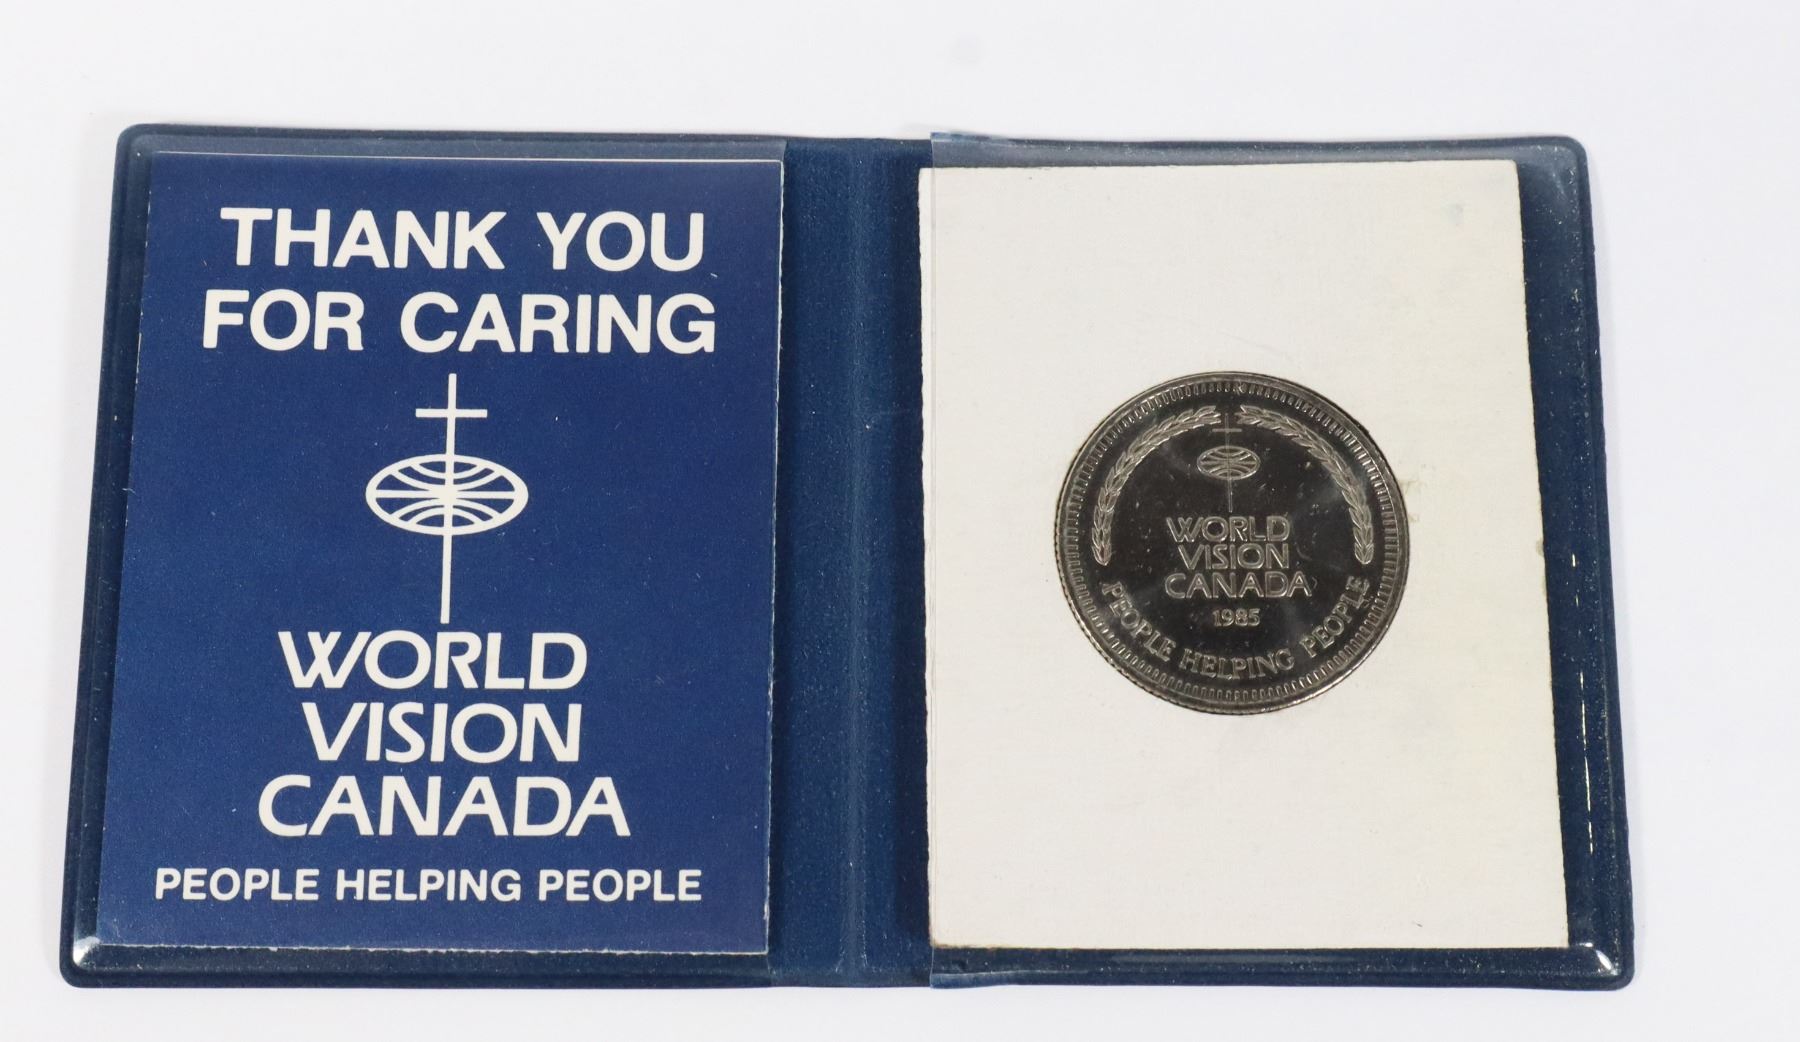 THANK YOU
FOR CARING
WORLD
VISION
CANADA
PEOPLE HELPING PEOPLE
WORLD
VISION
CANADA
1985
PEOPLE HELPING PEOPLE